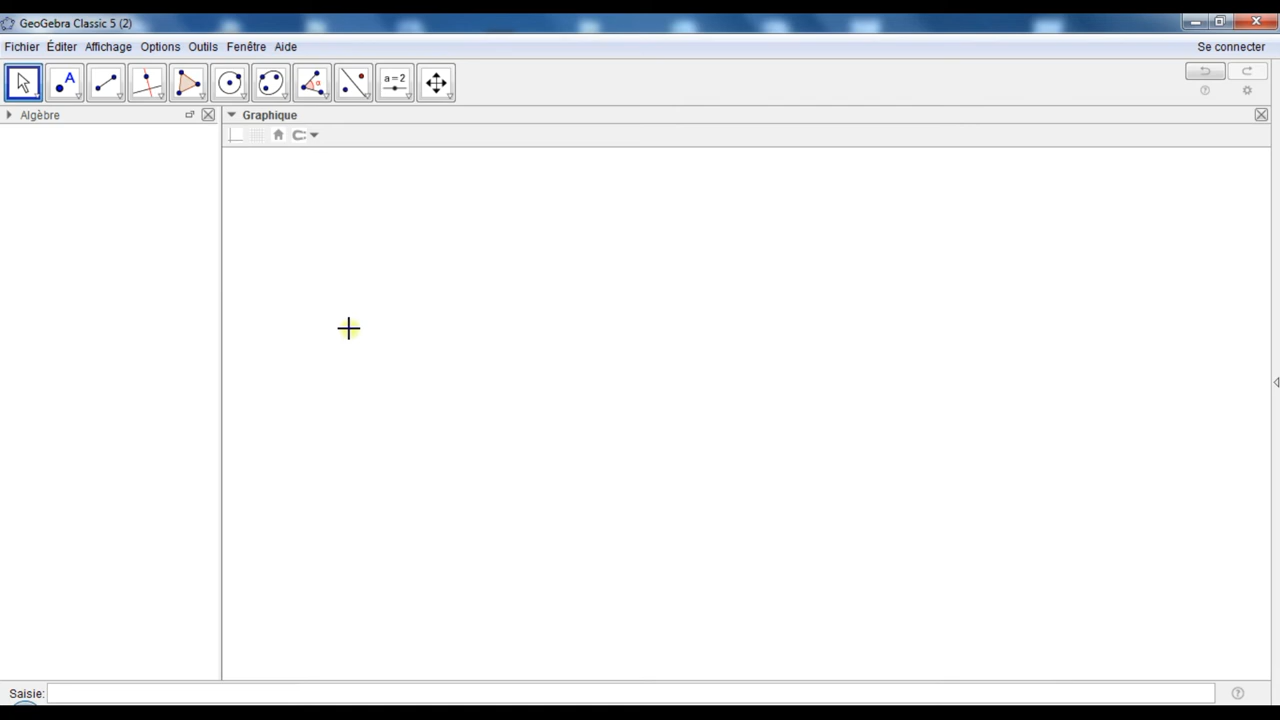 GeoGebra Classic 5 (2)
Fichier Éditer Affichage Options Outils Fenêtre Aide Se connecter
A
α
a=2
Algèbre
Graphique
Saisie: